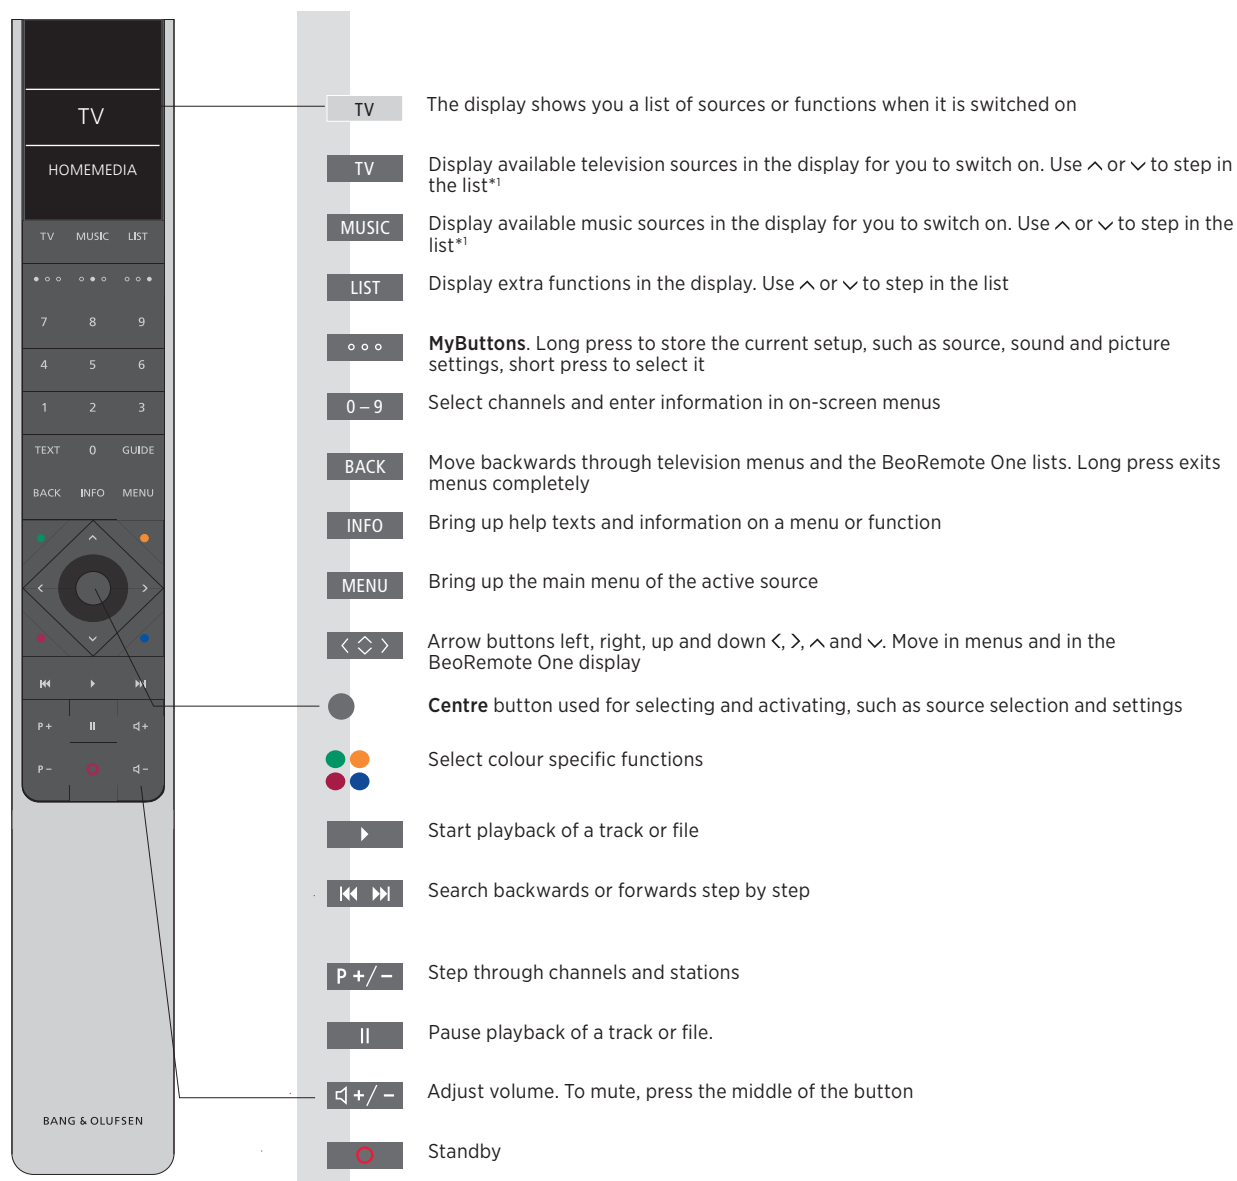 TV
HOMEMEDIA
TV MUSIC LIST
7 8 9
4 5 6
1 2 3
TEXT 0 GUIDE
BACK INFO MENU
P+ +
P− −
BANG & OLUFSEN
TV The display shows you a list of sources or functions when it is switched on
TV Display available television sources in the display for you to switch on. Use ∧ or ∨ to step in
the list*1
MUSIC Display available music sources in the display for you to switch on. Use ∧ or ∨ to step in the
list*1
LIST Display extra functions in the display. Use ∧ or ∨ to step in the list
MyButtons. Long press to store the current setup, such as source, sound and picture
settings, short press to select it
0–9 Select channels and enter information in on-screen menus
BACK Move backwards through television menus and the BeoRemote One lists. Long press exits
menus completely
INFO Bring up help texts and information on a menu or function
MENU Bring up the main menu of the active source
Arrow buttons left, right, up and down <, >, ∧ and ∨. Move in menus and in the
BeoRemote One display
Centre button used for selecting and activating, such as source selection and settings
Select colour specific functions
Start playback of a track or file
Search backwards or forwards step by step
P +/− Step through channels and stations
Pause playback of a track or file.
+/− Adjust volume. To mute, press the middle of the button
Standby